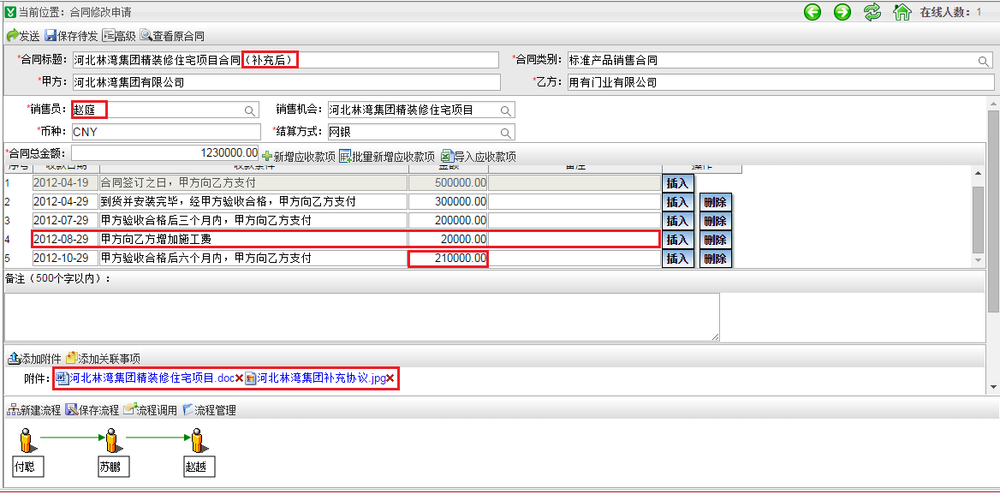 当前位置：合同修改申请 在线人数：1
发送 保存待发 高级 查看原合同
*合同标题：河北林湾集团精装修住宅项目合同（补充后） *合同类别：标准产品销售合同
*甲方：河北林湾集团有限公司 *乙方：用有门业有限公司
*销售员：赵庭 销售机会：河北林湾集团精装修住宅项目
*币种：CNY *结算方式：网银
*合同总金额：1230000.00 新增应收款项 批量新增应收款项 导入应收款项
序号 收款日期 收款条件 金额 备注 操作
1 2012-04-19 合同签订之日，甲方向乙方支付 500000.00 插入
2 2012-04-29 到货并安装完毕，经甲方验收合格，甲方向乙方支付 300000.00 插入 删除
3 2012-07-29 甲方验收合格后三个月内，甲方向乙方支付 200000.00 插入 删除
4 2012-08-29 甲方向乙方增加施工费 20000.00 插入 删除
5 2012-10-29 甲方验收合格后六个月内，甲方向乙方支付 210000.00 插入 删除
备注（500个字以内）：
添加附件 添加关联事项
附件：河北林湾集团精装修住宅项目.doc 河北林湾集团补充协议.jpg
新建流程 保存流程 流程调用 流程管理
付聪 苏鹏 赵越